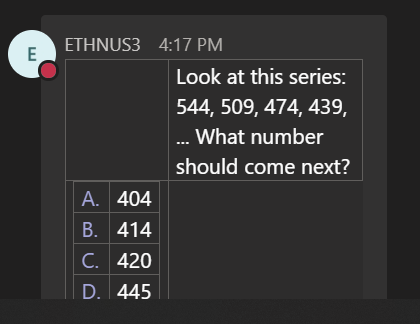 E
ETHNUS3 4:17 PM
Look at this series:
544, 509, 474, 439,
... What number
should come next?
A. 404
B. 414
C. 420
D. 445